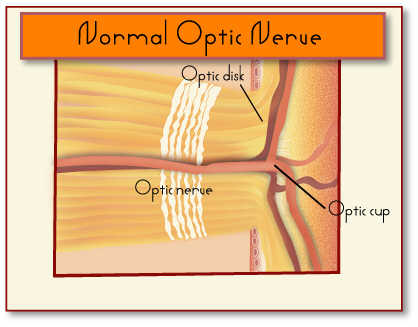 Normal Optic Nerve
Optic disk
Optic nerve
Optic cup